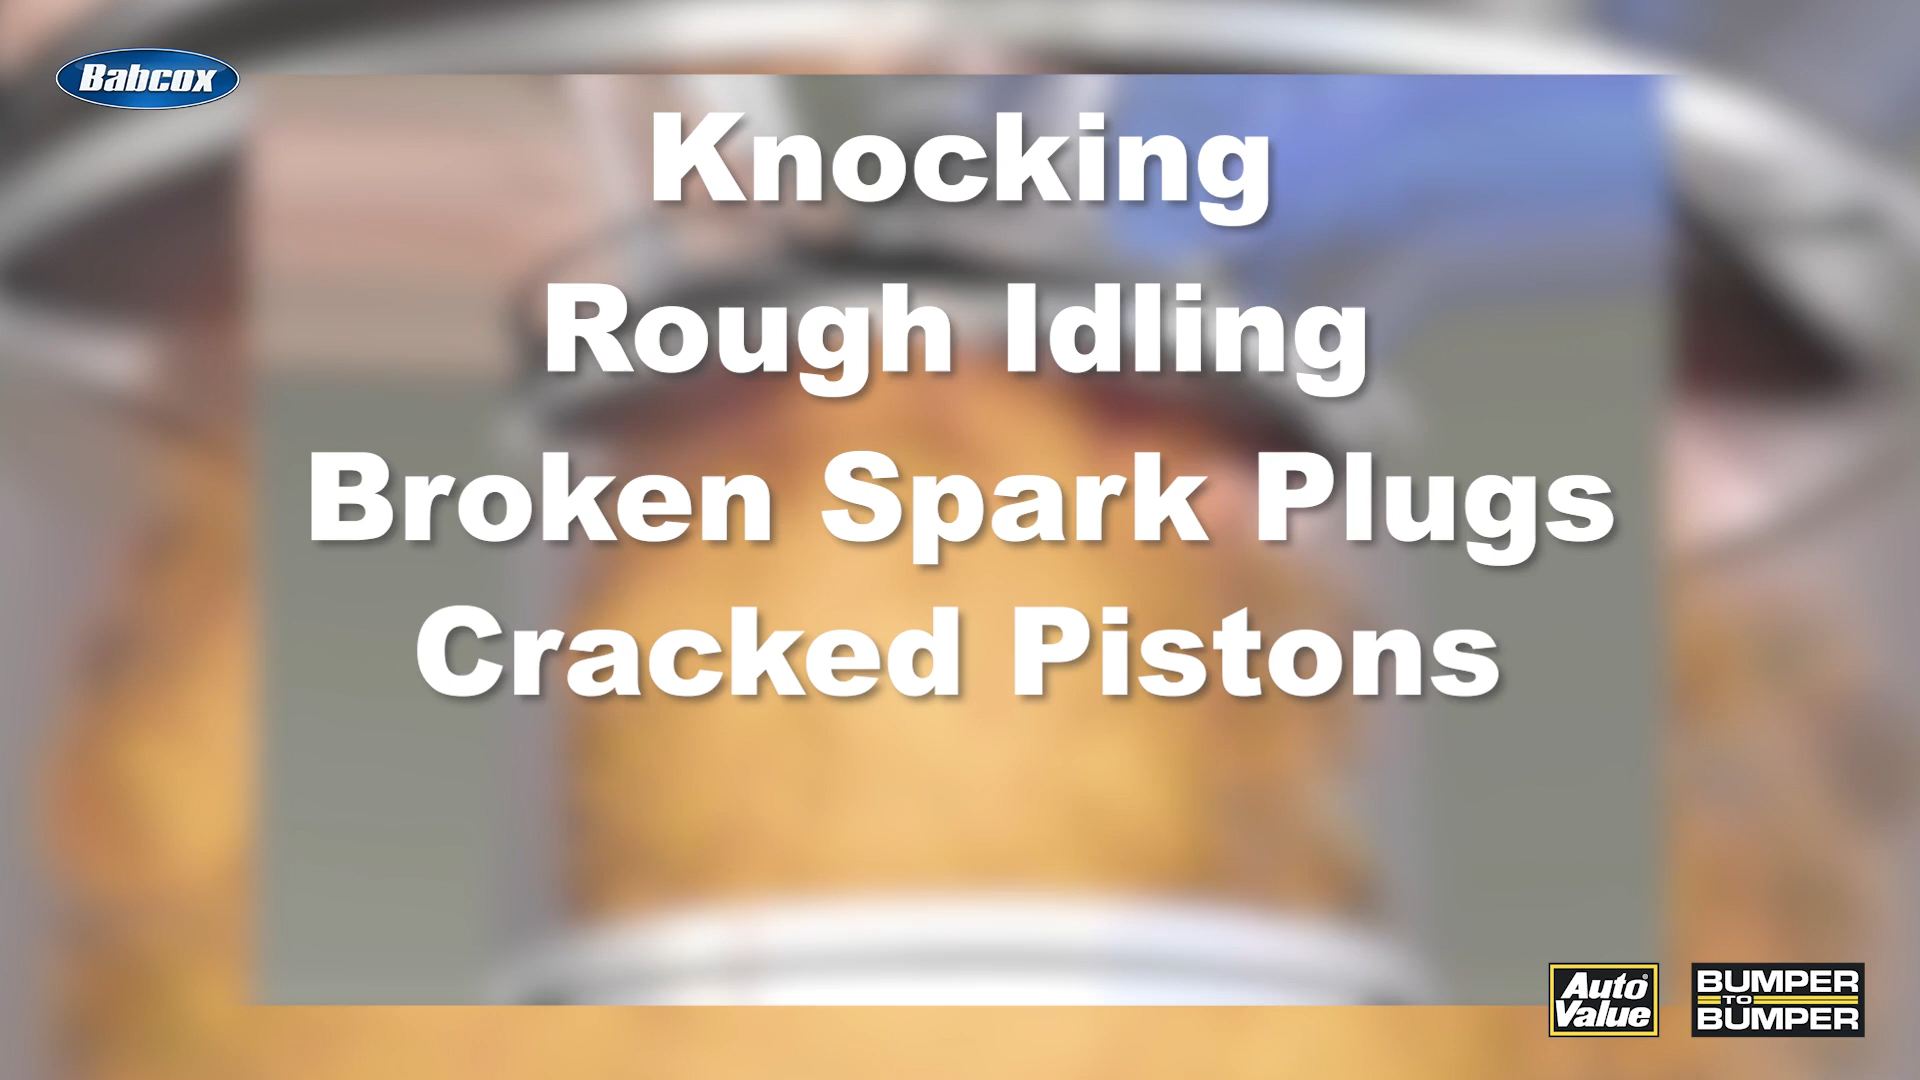 Babcox
Knocking
Rough Idling
Broken Spark Plugs
Cracked Pistons
Auto
Value
BUMPER
TO
BUMPER